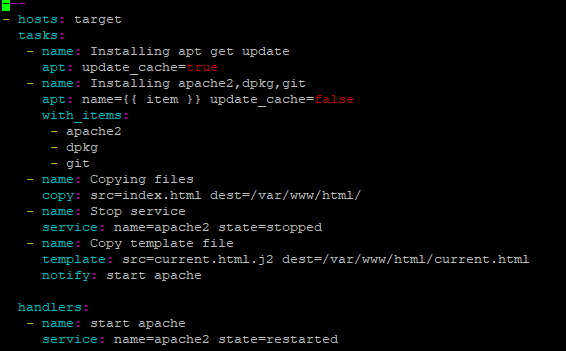 ---
- hosts: target
  tasks:
   - name: Installing apt get update
     apt: update_cache=true
   - name: Installing apache2,dpkg,git
     apt: name={{ item }} update_cache=false
     with_items:
      - apache2
      - dpkg
      - git
   - name: Copying files
     copy: src=index.html dest=/var/www/html/
   - name: Stop service
     service: name=apache2 state=stopped
   - name: Copy template file
     template: src=current.html.j2 dest=/var/www/html/current.html
     notify: start apache

  handlers:
   - name: start apache
     service: name=apache2 state=restarted